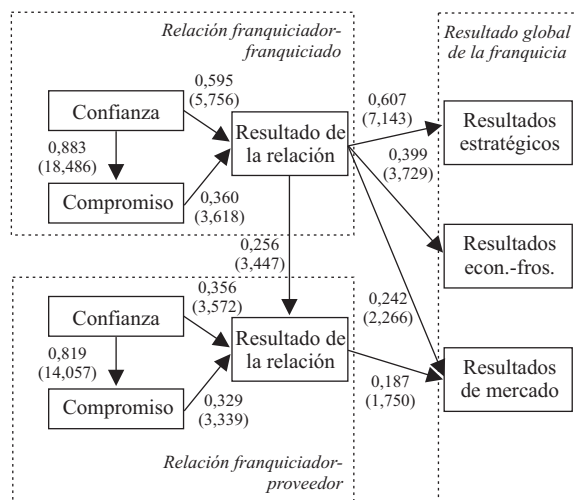 Relación franquiciador-
franquiciado
Resultado global
de la franquicia
Confianza
0,595
(5,756)
0,883
(18,486)
Compromiso
0,360
(3,618)
Resultado de
la relación
0,607
(7,143)
0,399
(3,729)
Resultados
estratégicos
Resultados
econ.-fros.
0,256
(3,447)
0,242
(2,266)
Confianza
0,356
(3,572)
0,819
(14,057)
Compromiso
0,329
(3,339)
Resultado de
la relación
0,187
(1,750)
Resultados
de mercado
Relación franquiciador-
proveedor